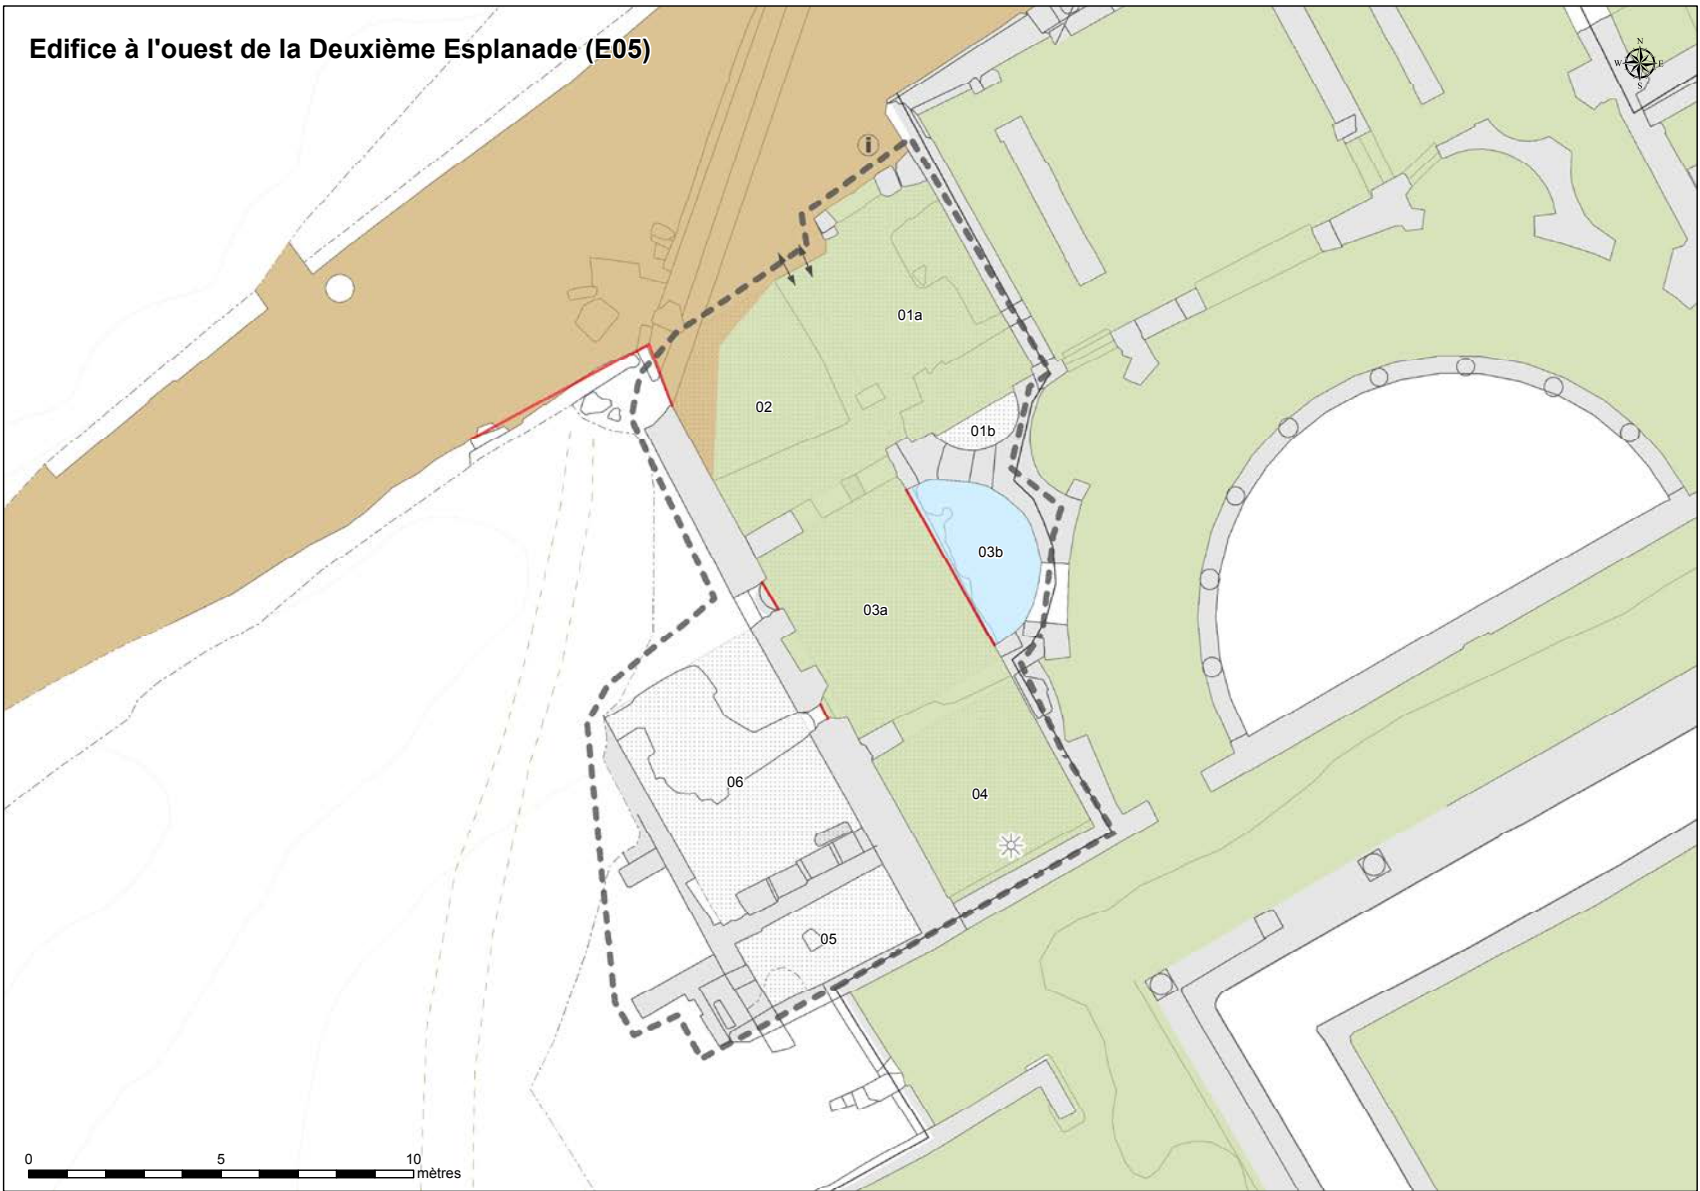 Edifice à l'ouest de la Deuxième Esplanade (E05)
N
W E
S
i
01a
02
01b
03b
03a
06
04
05
0 5 10
mètres